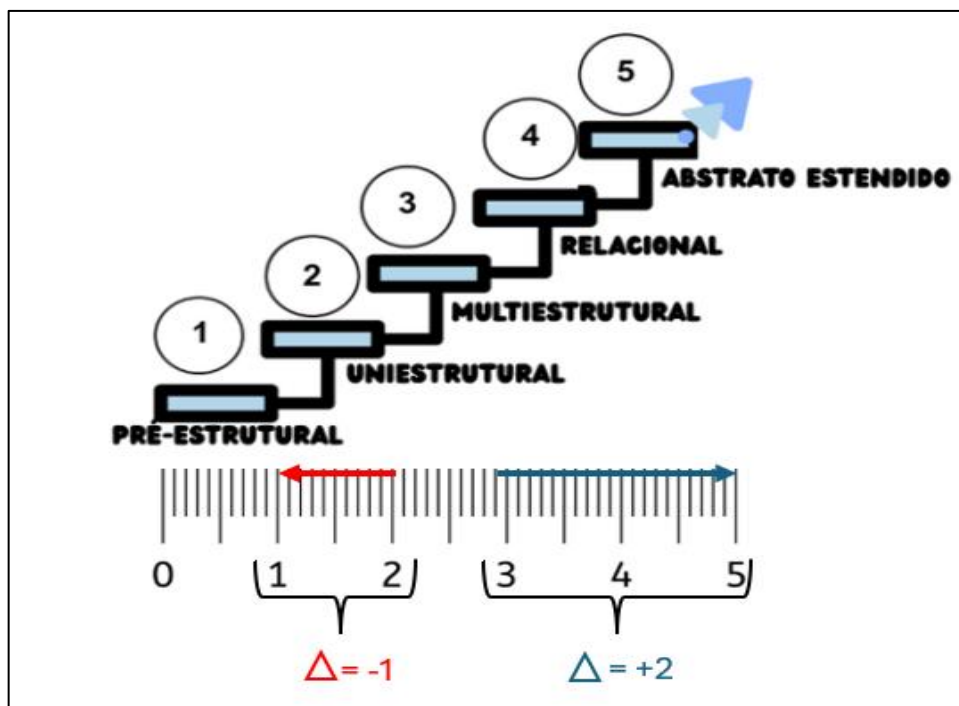 5
4
ABSTRATO ESTENDIDO
3
RELACIONAL
2
MULTIESTRUTURAL
1
UNIESTRUTURAL
PRÉ-ESTRUTURAL
0 1 2 3 4 5
△= -1 △ = +2